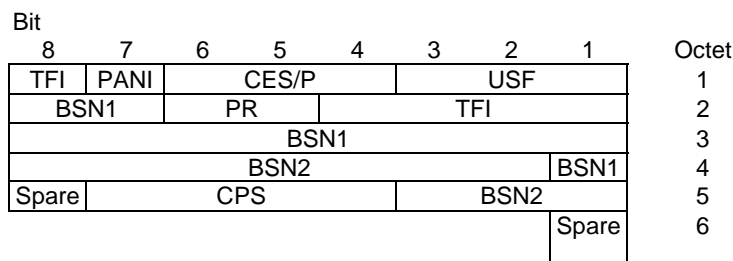 Bit
8 7 6 5 4 3 2 1 Octet
TFI PANI CES/P USF 1
BSN1 PR TFI 2
BSN1 3
BSN2 BSN1 4
Spare CPS BSN2 5
Spare 6